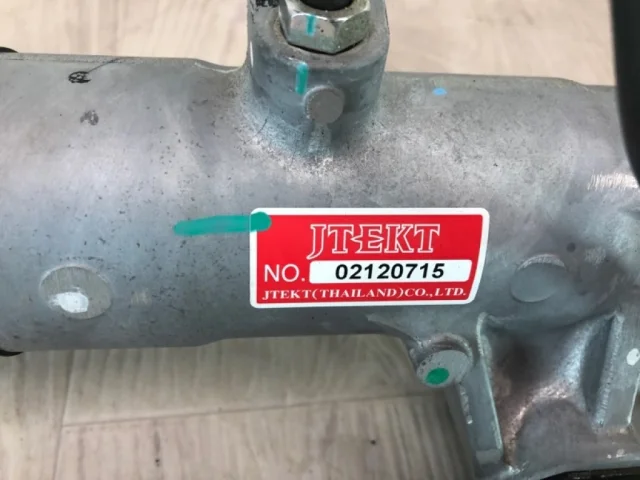 JTEKT
NO. 02120715
JTEKT(THAILAND)CO.,LTD.